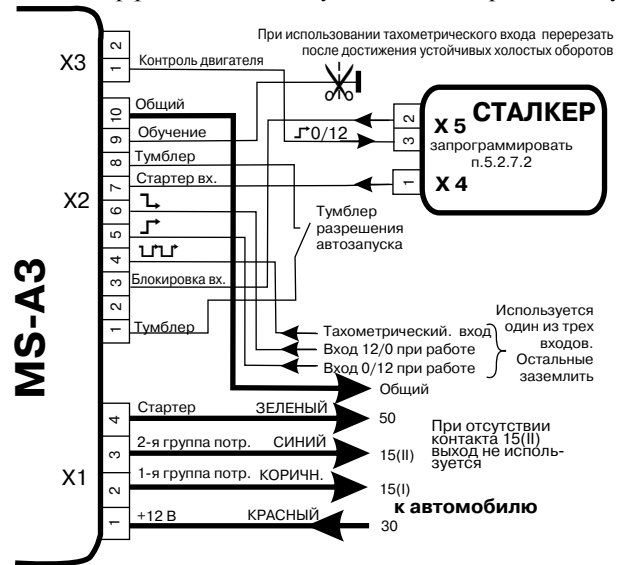 При использовании тахометрического входа перерезать
после достижения устойчивых холостых оборотов
MS-A3
X3
2
1
Контроль двигателя
X2
10
Общий
9
Обучение
8
Тумблер
7
Стартер вх.
6
5
4
3
Блокировка вх.
2
1
Тумблер
0/12
2
3
1
X 5
СТАЛКЕР
запрограммировать
п.5.2.7.2
X 4
Тумблер
разрешения
автозапуска
Тахометрический. вход
Вход 12/0 при работе
Вход 0/12 при работе
Общий
Используется
один из трех
входов.
Остальные
заземлить
X1
4
Стартер ЗЕЛЕНЫЙ 50
3
2-я группа потр. СИНИЙ 15(II)
2
1-я группа потр. КОРИЧН. 15(I)
1
+12 В КРАСНЫЙ 30
При отсутствии
контакта 15(II)
выход не исполь-
зуется
к автомобилю